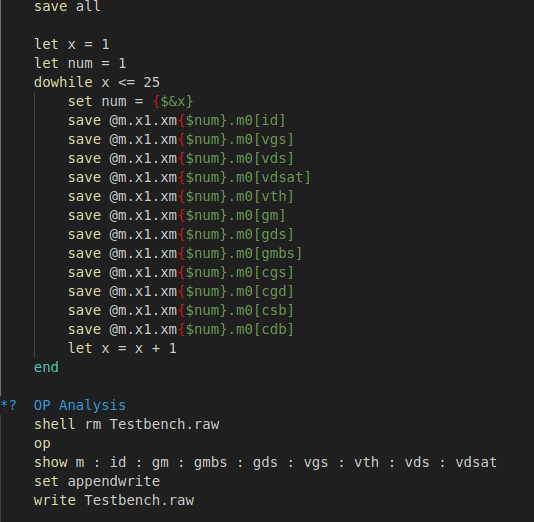 save all
let x = 1
let num = 1
dowhile x <= 25
set num = {$&x}
save @m.x1.xm{$num}.m0[id]
save @m.x1.xm{$num}.m0[vgs]
save @m.x1.xm{$num}.m0[vds]
save @m.x1.xm{$num}.m0[vdsat]
save @m.x1.xm{$num}.m0[vth]
save @m.x1.xm{$num}.m0[gm]
save @m.x1.xm{$num}.m0[gds]
save @m.x1.xm{$num}.m0[gmbs]
save @m.x1.xm{$num}.m0[cgs]
save @m.x1.xm{$num}.m0[cgd]
save @m.x1.xm{$num}.m0[csb]
save @m.x1.xm{$num}.m0[cdb]
let x = x + 1
end
*? OP Analysis
shell rm Testbench.raw
op
show m : id : gm : gmbs : gds : vgs : vth : vds : vdsat
set appendwrite
write Testbench.raw